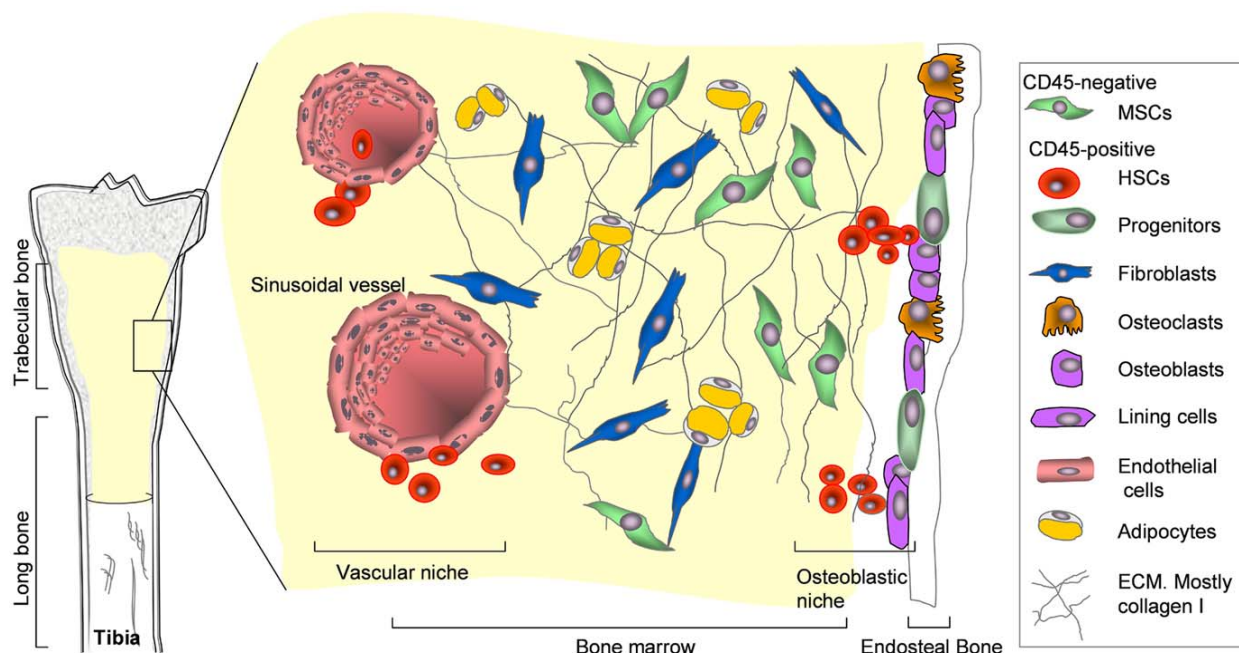 Trabecular bone
Long bone
Tibia
Sinusoidal vessel
Vascular niche
Osteoblastic
niche
Bone marrow
Endosteal Bone
CD45-negative
MSCs
CD45-positive
HSCs
Progenitors
Fibroblasts
Osteoclasts
Osteoblasts
Lining cells
Endothelial
cells
Adipocytes
ECM. Mostly
collagen I